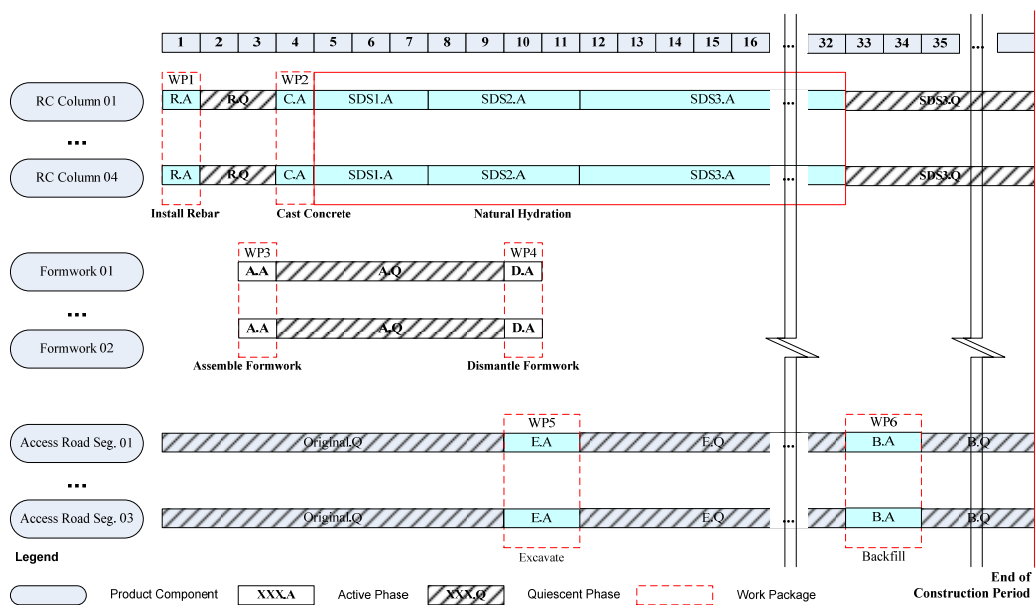 1 2 3 4 5 6 7 8 9 10 11 12 13 14 15 16 ... 32 33 34 35 ...
WP1 WP2
RC Column 01 R.A R.Q C.A SDS1.A SDS2.A SDS3.A ... SDS3.Q
...
RC Column 04 R.A R.Q C.A SDS1.A SDS2.A SDS3.A ... SDS3.Q
Install Rebar Cast Concrete Natural Hydration
WP3 WP4
Formwork 01 A.A A.Q D.A
...
Formwork 02 A.A A.Q D.A
Assemble Formwork Dismantle Formwork
WP5 WP6
Access Road Seg. 01 Original.Q E.A E.Q ... B.A B.Q
...
Access Road Seg. 03 Original.Q E.A E.Q ... B.A B.Q
Legend Excavate Backfill
End of
Construction Period
Product Component XXX.A Active Phase XXX.Q Quiescent Phase Work Package